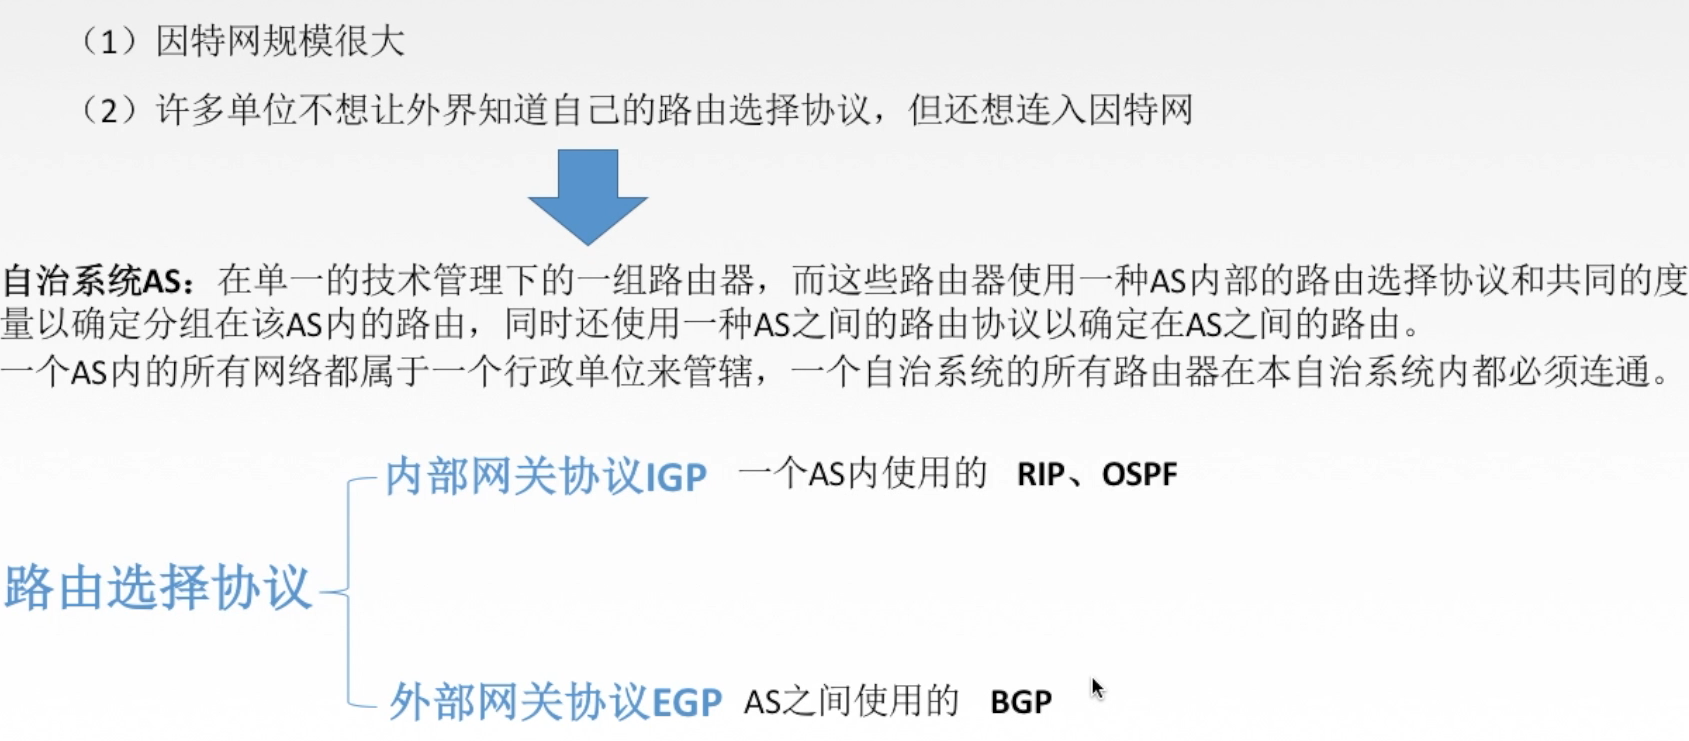 （1）因特网规模很大
（2）许多单位不想让外界知道自己的路由选择协议，但还想连入因特网
自治系统AS：在单一的技术管理下的一组路由器，而这些路由器使用一种AS内部的路由选择协议和共同的度
量以确定分组在该AS内的路由，同时还使用一种AS之间的路由协议以确定在AS之间的路由。
一个AS内的所有网络都属于一个行政单位来管辖，一个自治系统的所有路由器在本自治系统内都必须连通。
内部网关协议IGP 一个AS内使用的 RIP、OSPF
路由选择协议
外部网关协议EGP AS之间使用的 BGP